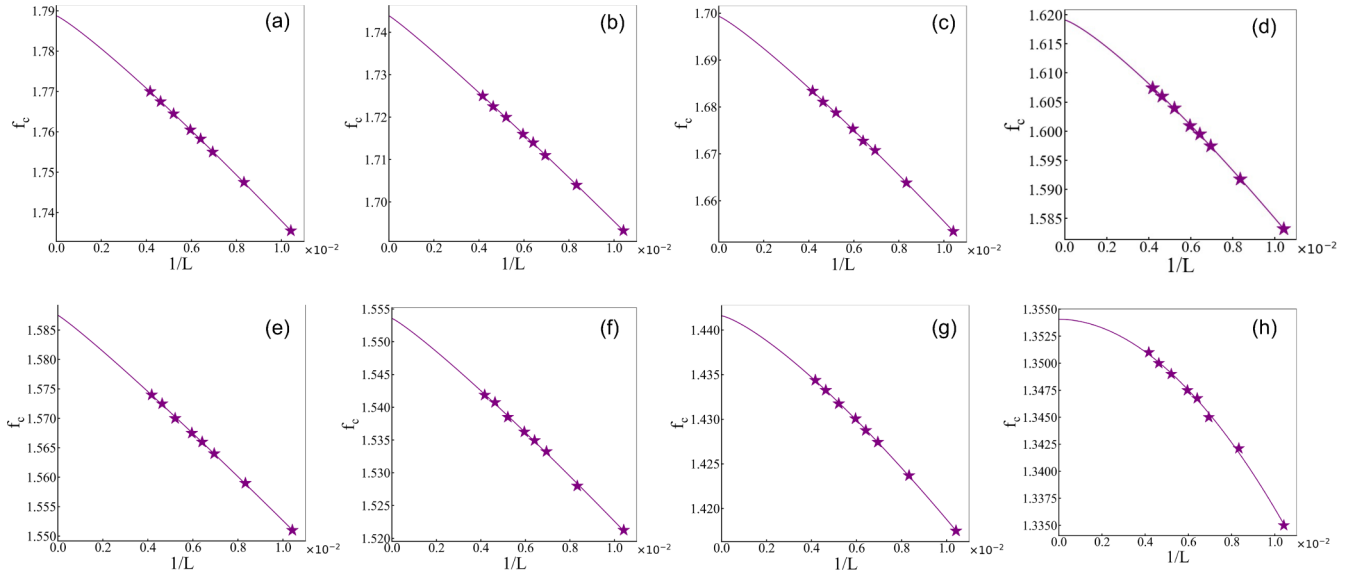 (a)
1.79
1.78
1.77
1.76
1.75
1.74
f_c
0.0 0.2 0.4 0.6 0.8 1.0 ×10⁻²
1/L
(b)
1.74
1.73
1.72
1.71
1.70
f_c
0.0 0.2 0.4 0.6 0.8 1.0 ×10⁻²
1/L
(c)
1.70
1.69
1.68
1.67
1.66
f_c
0.0 0.2 0.4 0.6 0.8 1.0 ×10⁻²
1/L
(d)
1.620
1.615
1.610
1.605
1.600
1.595
1.590
1.585
f_c
0.0 0.2 0.4 0.6 0.8 1.0 ×10⁻²
1/L
(e)
1.585
1.580
1.575
1.570
1.565
1.560
1.555
1.550
f_c
0.0 0.2 0.4 0.6 0.8 1.0 ×10⁻²
1/L
(f)
1.555
1.550
1.545
1.540
1.535
1.530
1.525
1.520
f_c
0.0 0.2 0.4 0.6 0.8 1.0 ×10⁻²
1/L
(g)
1.440
1.435
1.430
1.425
1.420
f_c
0.0 0.2 0.4 0.6 0.8 1.0 ×10⁻²
1/L
(h)
1.3550
1.3525
1.3500
1.3475
1.3450
1.3425
1.3400
1.3375
1.3350
f_c
0.0 0.2 0.4 0.6 0.8 1.0 ×10⁻²
1/L